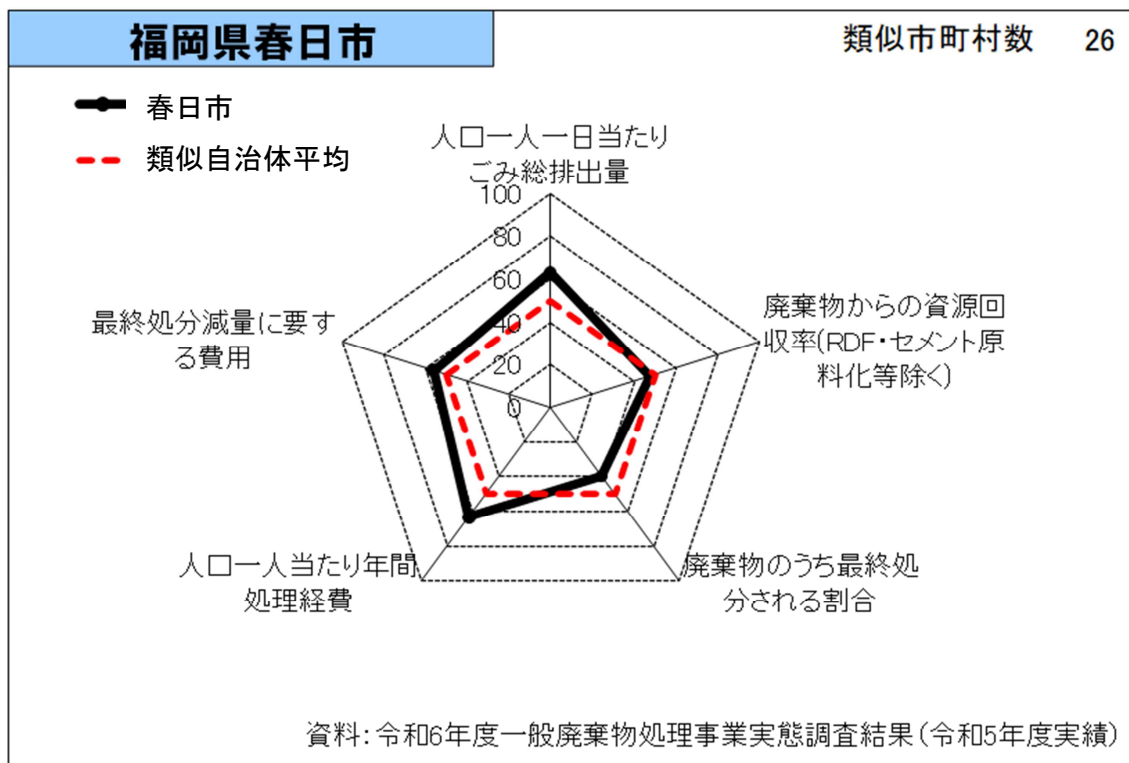 福岡県春日市
類似市町村数 26
春日市
類似自治体平均
人口一人一日当たり
ごみ総排出量
100
80
60
40
20
0
廃棄物からの資源回
収率(RDF・セメント原
料化等除く)
最終処分減量に要す
る費用
人口一人当たり年間
処理経費
廃棄物のうち最終処
分される割合
資料:令和6年度一般廃棄物処理事業実態調査結果(令和5年度実績)